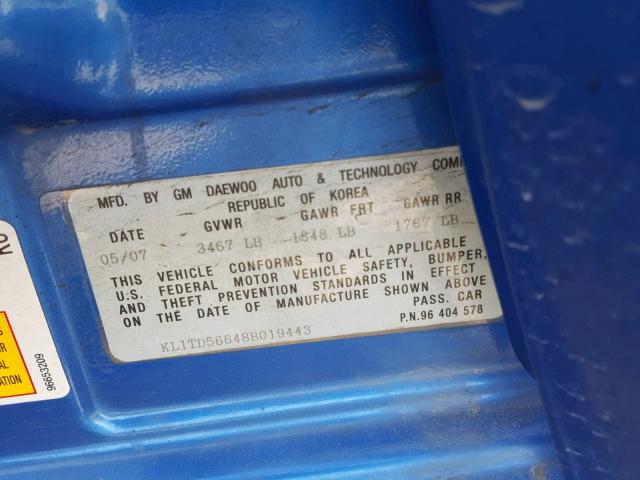 MFD. BY GM DAEWOO AUTO & TECHNOLOGY
REPUBLIC OF KOREA
DATE GVWR GAWR FRT GAWR RR
05/07 3467 LB 1848 LB 1767 LB
THIS VEHICLE CONFORMS TO ALL APPLICABLE
U.S. FEDERAL MOTOR VEHICLE SAFETY, BUMPER,
AND THEFT PREVENTION STANDARDS IN EFFECT
ON THE DATE OF MANUFACTURE SHOWN ABOVE
PASS. CAR
KL1TD56648B019443 P.N.96 404 578
96653209